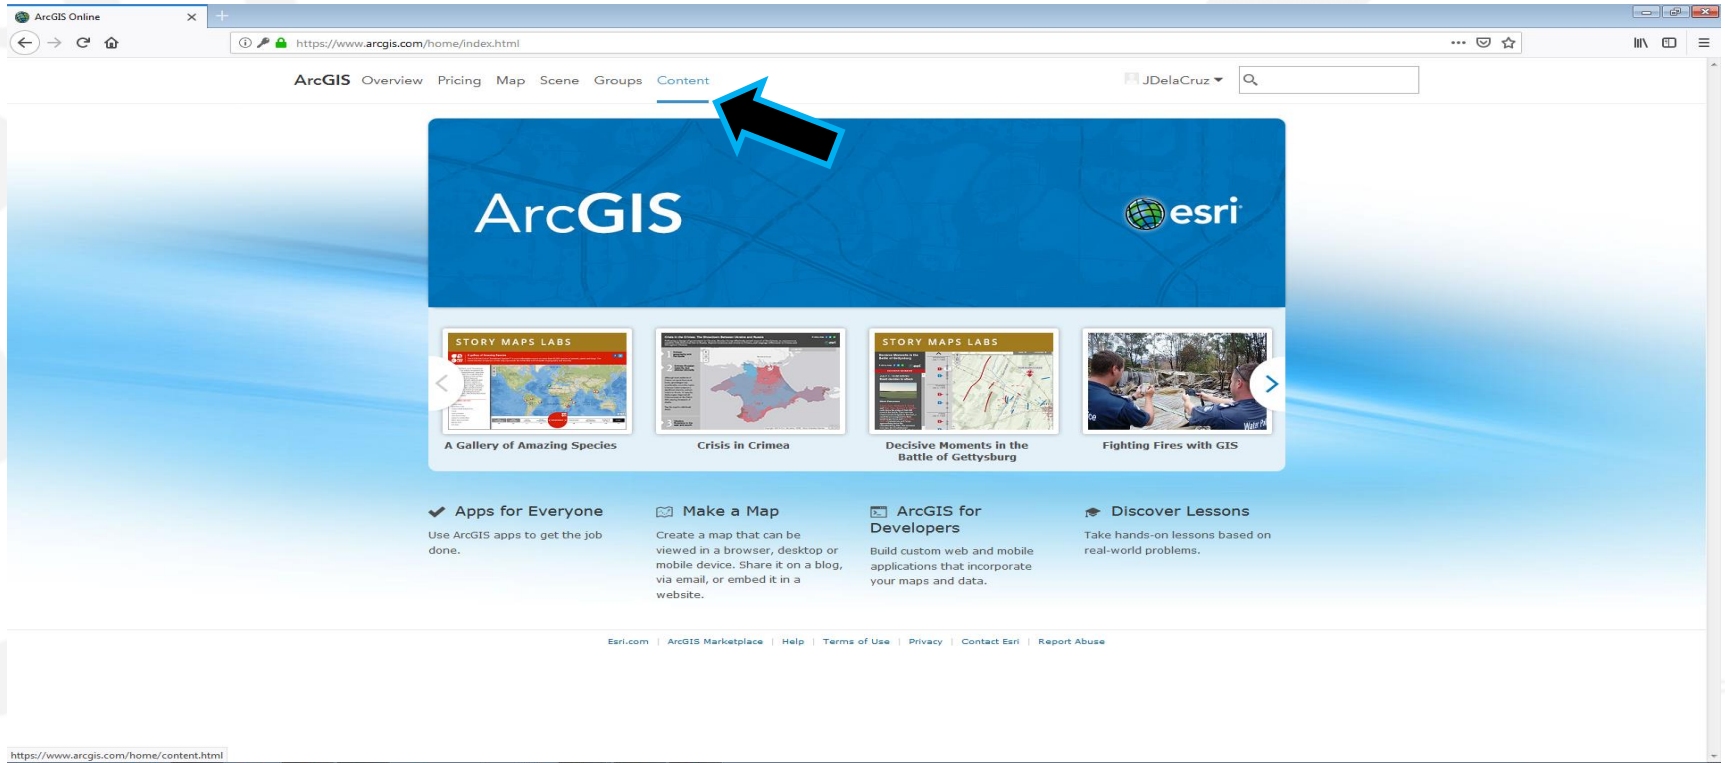 ArcGIS Online
https://www.arcgis.com/home/index.html
ArcGIS Overview Pricing Map Scene Groups Content
JDelaCruz
ArcGIS
esri
STORY MAPS LABS
STORY MAPS LABS
A Gallery of Amazing Species
Crisis in Crimea
Decisive Moments in the
Battle of Gettysburg
Fighting Fires with GIS
Apps for Everyone
Use ArcGIS apps to get the job
done.
Make a Map
Create a map that can be
viewed in a browser, desktop or
mobile device. Share it on a blog,
via email, or embed it in a
website.
ArcGIS for
Developers
Build custom web and mobile
applications that incorporate
your maps and data.
Discover Lessons
Take hands-on lessons based on
real-world problems.
Esri.com | ArcGIS Marketplace | Help | Terms of Use | Privacy | Contact Esri | Report Abuse
https://www.arcgis.com/home/content.html